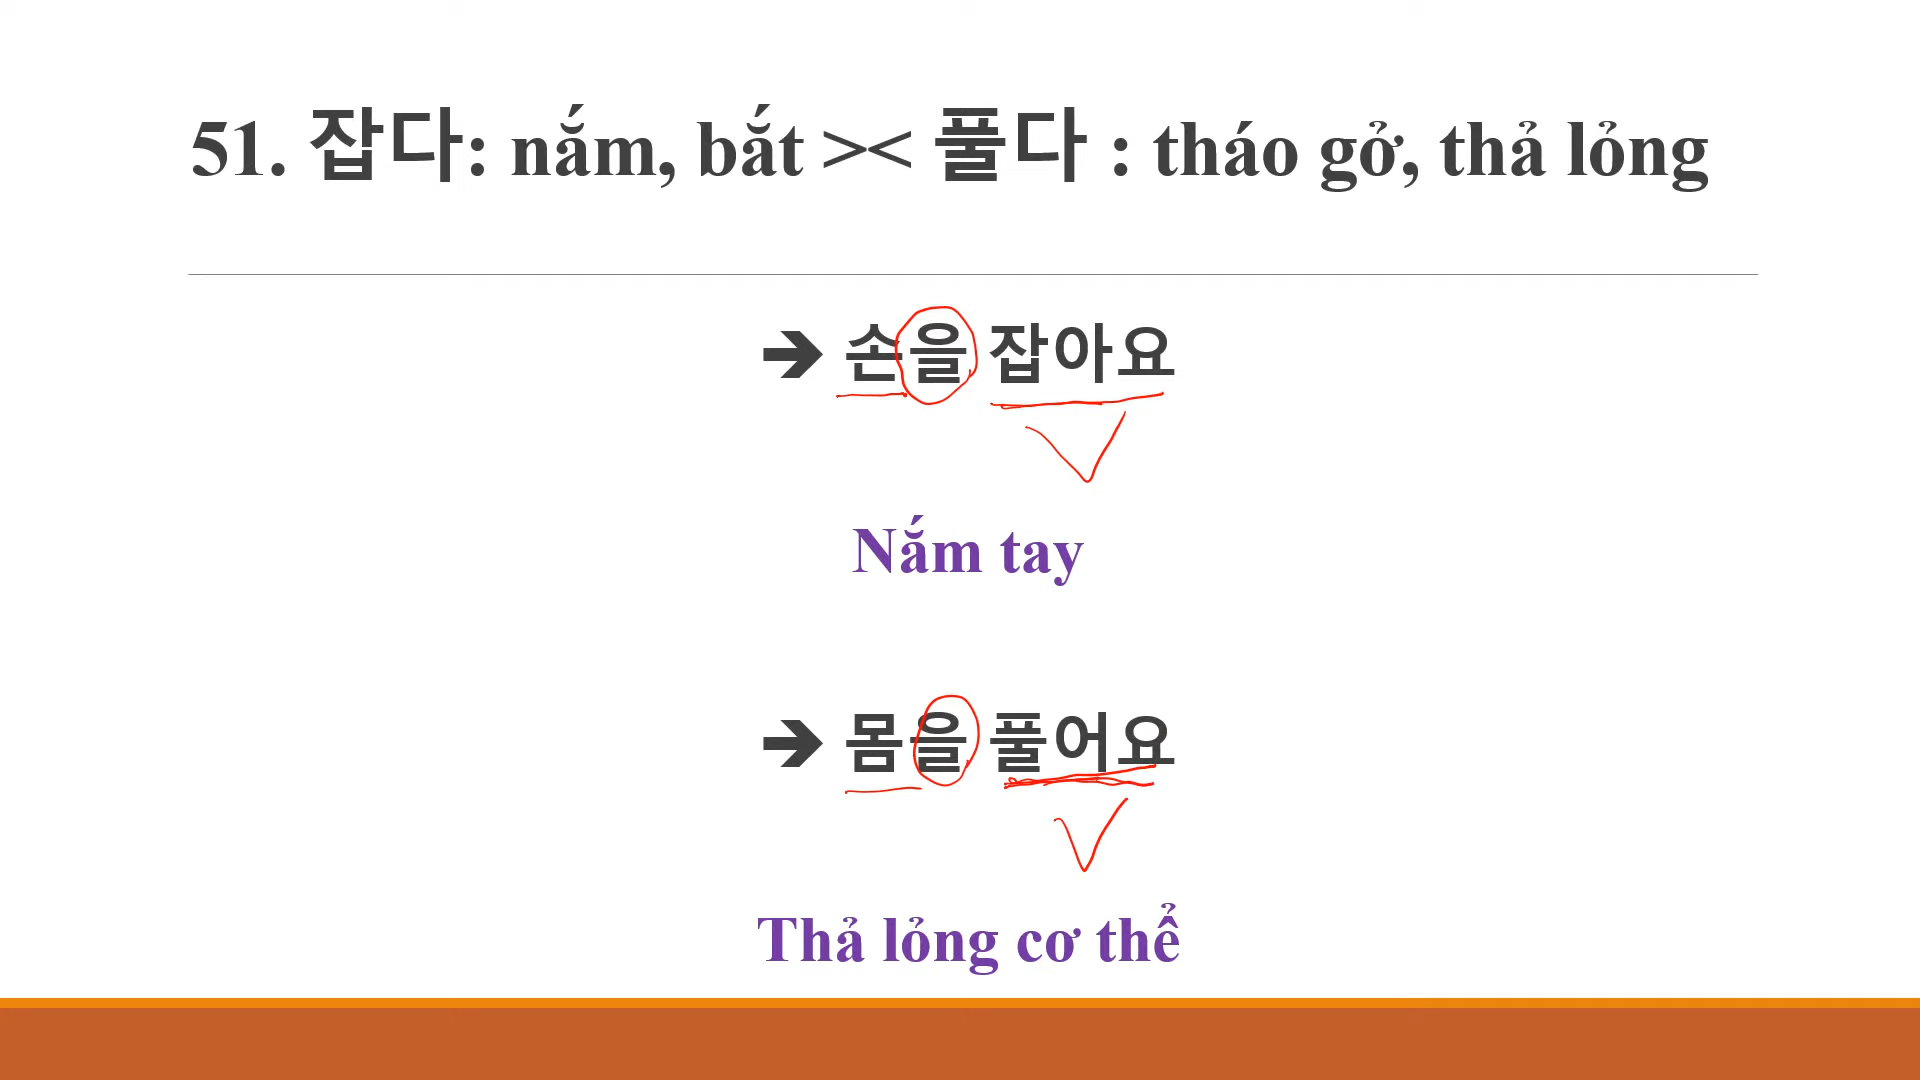 51. 잡다: nắm, bắt >< 풀다 : tháo gở, thả lỏng
➔ 손을 잡아요
Nắm tay
➔ 몸을 풀어요
Thả lỏng cơ thể